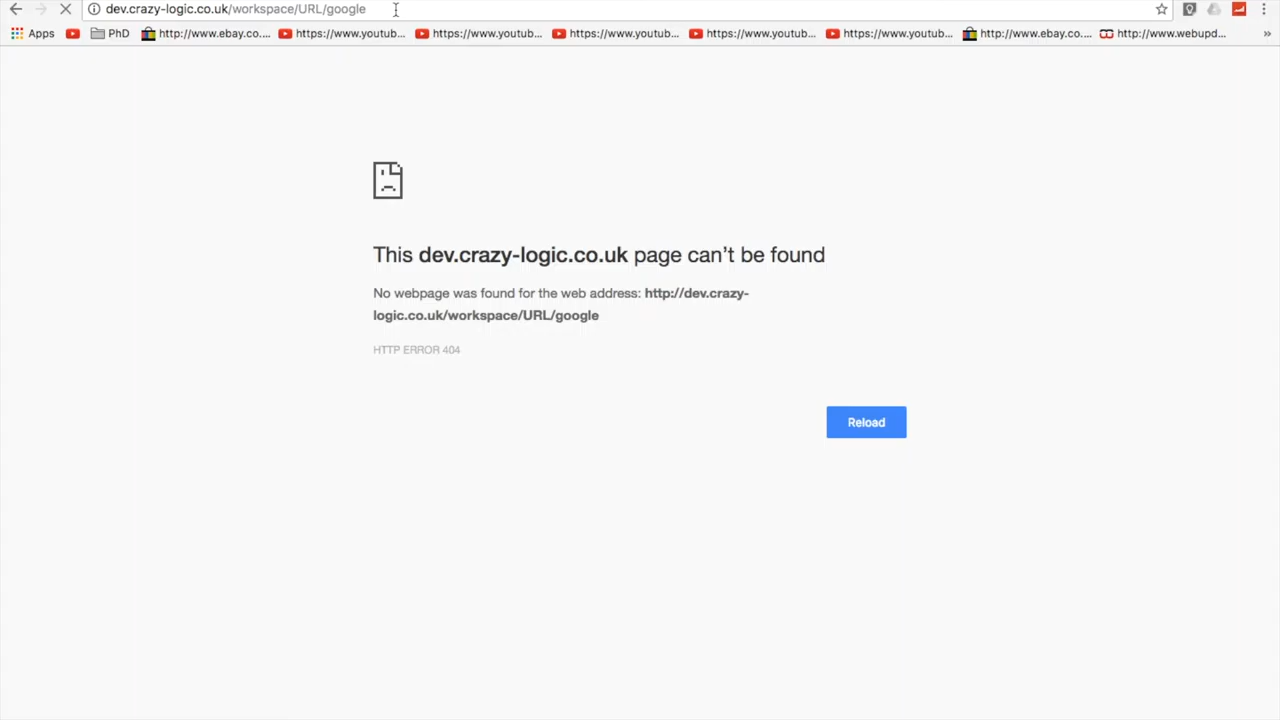 dev.crazy-logic.co.uk/workspace/URL/google
Apps PhD http://www.ebay.co.... https://www.youtub... https://www.youtub... https://www.youtub... https://www.youtub... https://www.youtub... http://www.ebay.co.... http://www.webupd... »
This dev.crazy-logic.co.uk page can’t be found
No webpage was found for the web address: http://dev.crazy-
logic.co.uk/workspace/URL/google
HTTP ERROR 404
Reload